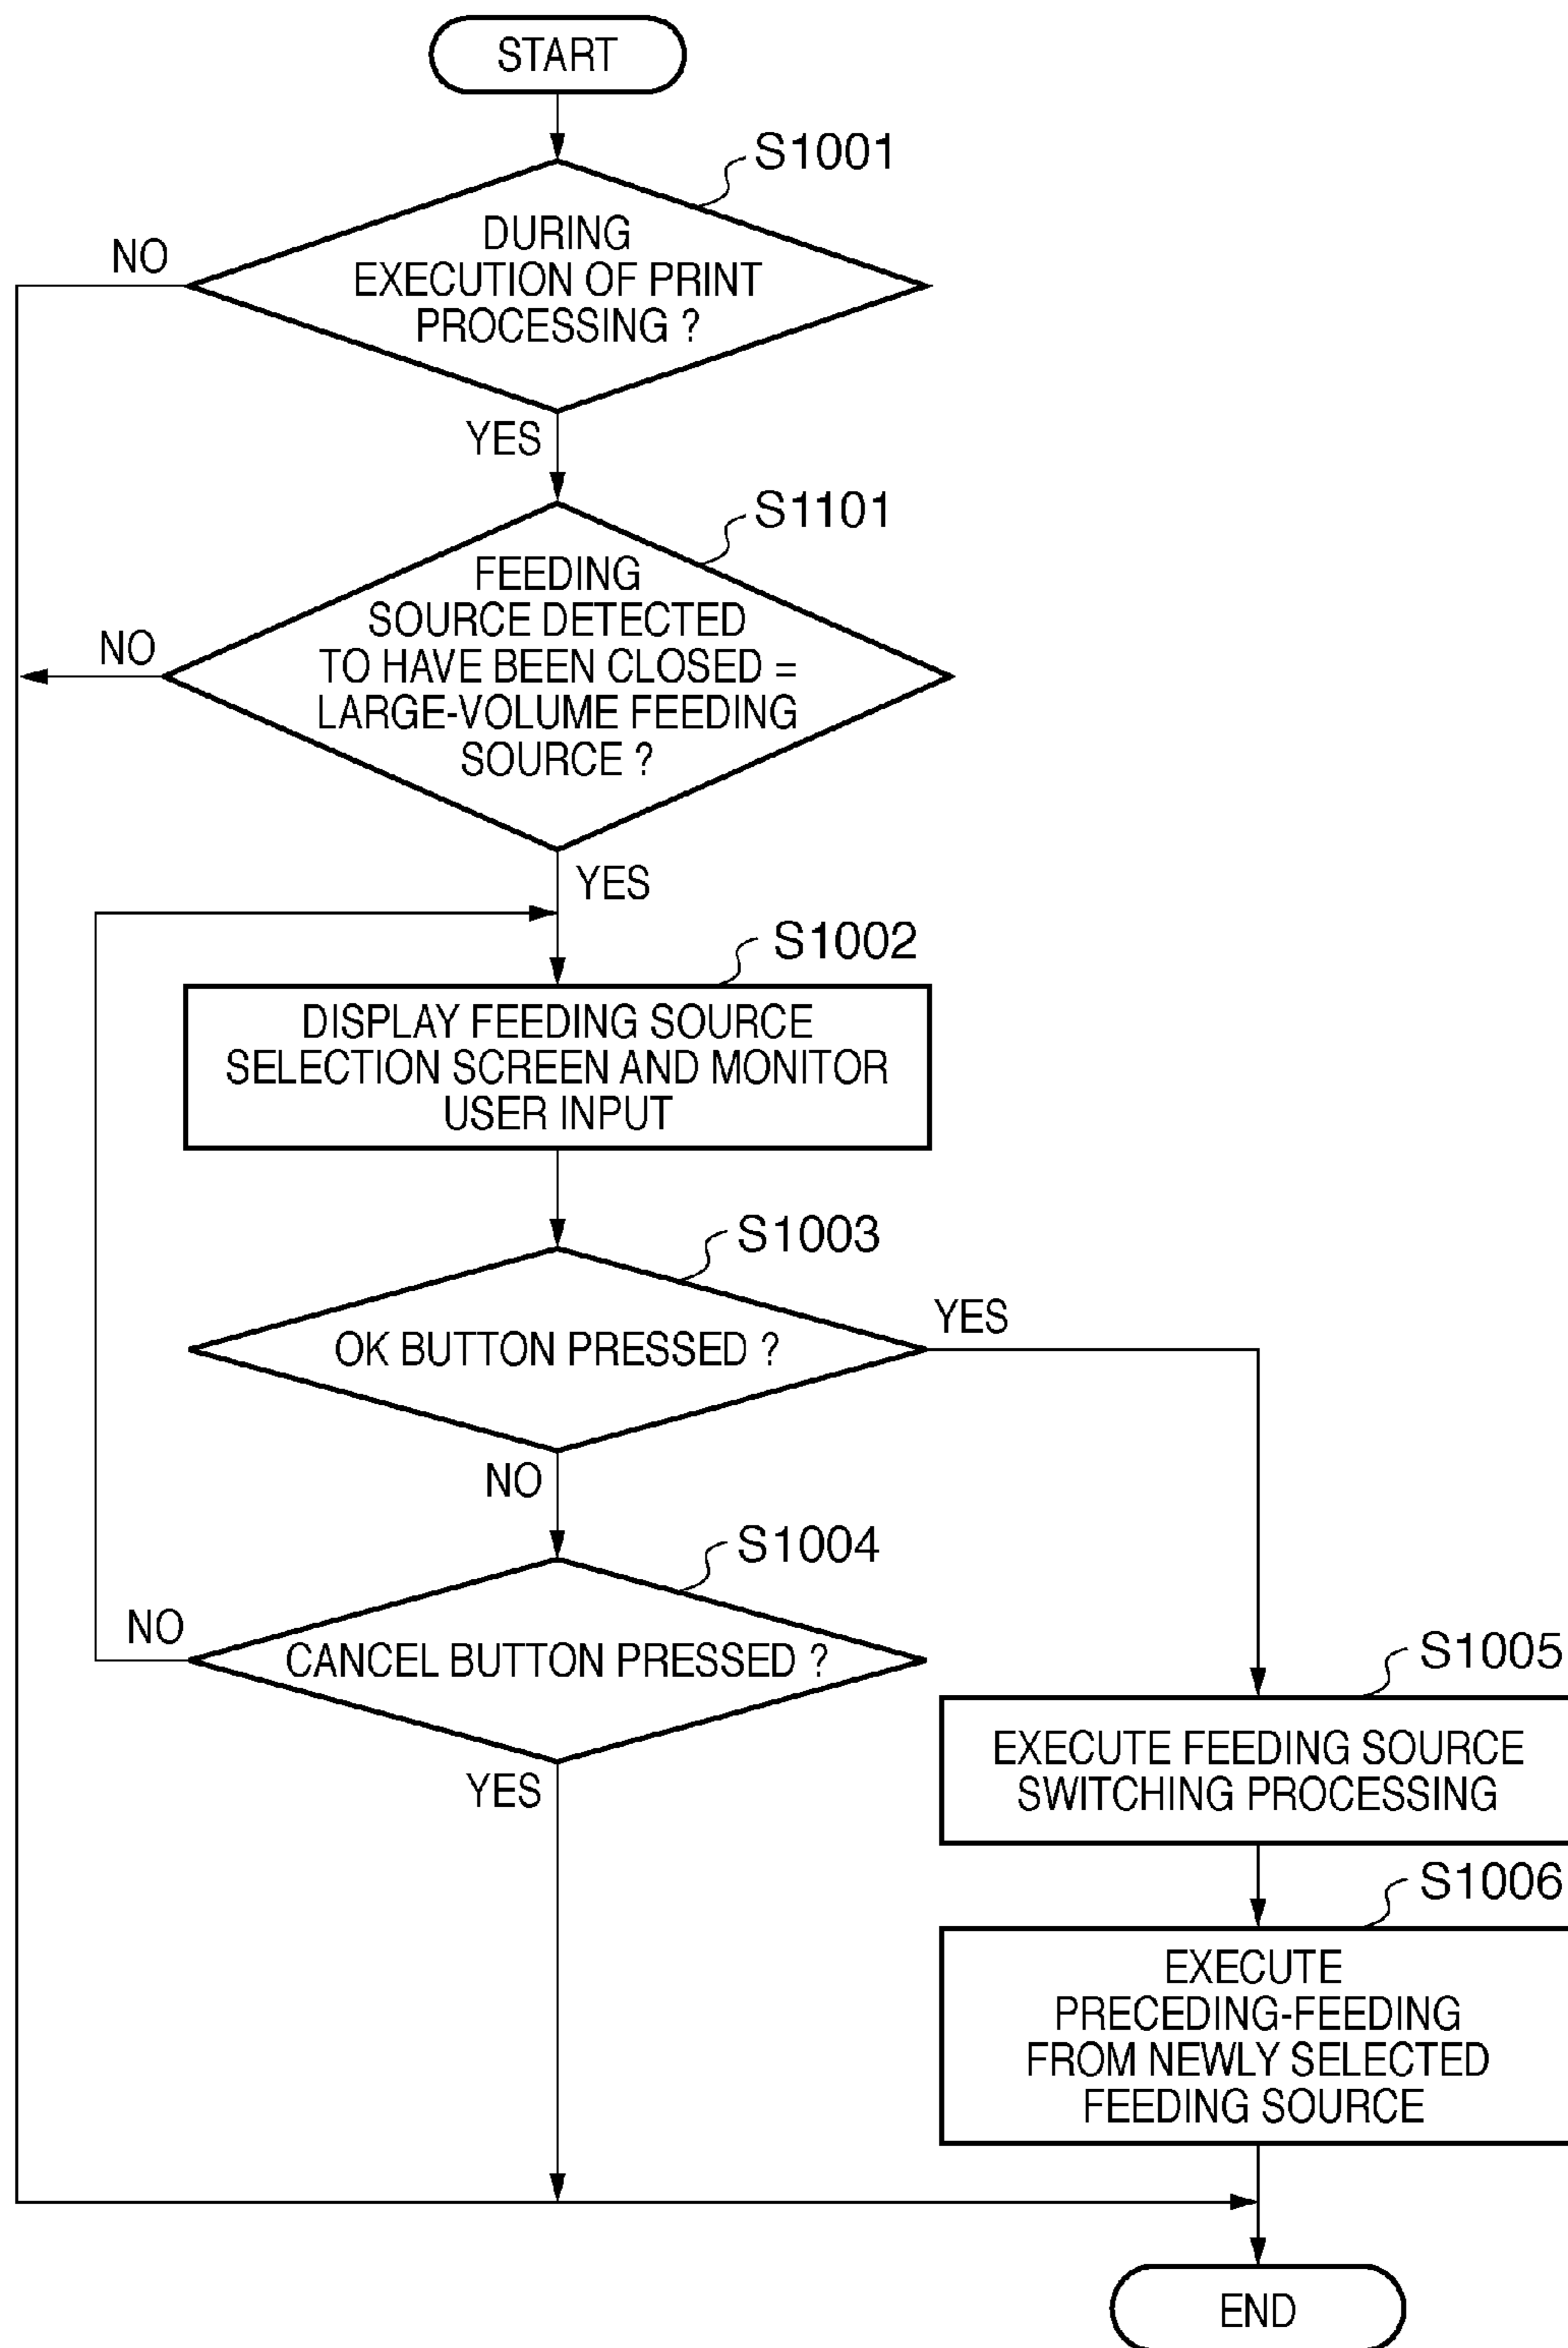 START
S1001
DURING
EXECUTION OF PRINT
PROCESSING ?
NO
YES
S1101
FEEDING
SOURCE DETECTED
TO HAVE BEEN CLOSED =
LARGE-VOLUME FEEDING
SOURCE ?
NO
YES
S1002
DISPLAY FEEDING SOURCE
SELECTION SCREEN AND MONITOR
USER INPUT
S1003
OK BUTTON PRESSED ?
YES
NO
S1004
CANCEL BUTTON PRESSED ?
NO
YES
S1005
EXECUTE FEEDING SOURCE
SWITCHING PROCESSING
S1006
EXECUTE
PRECEDING-FEEDING
FROM NEWLY SELECTED
FEEDING SOURCE
END